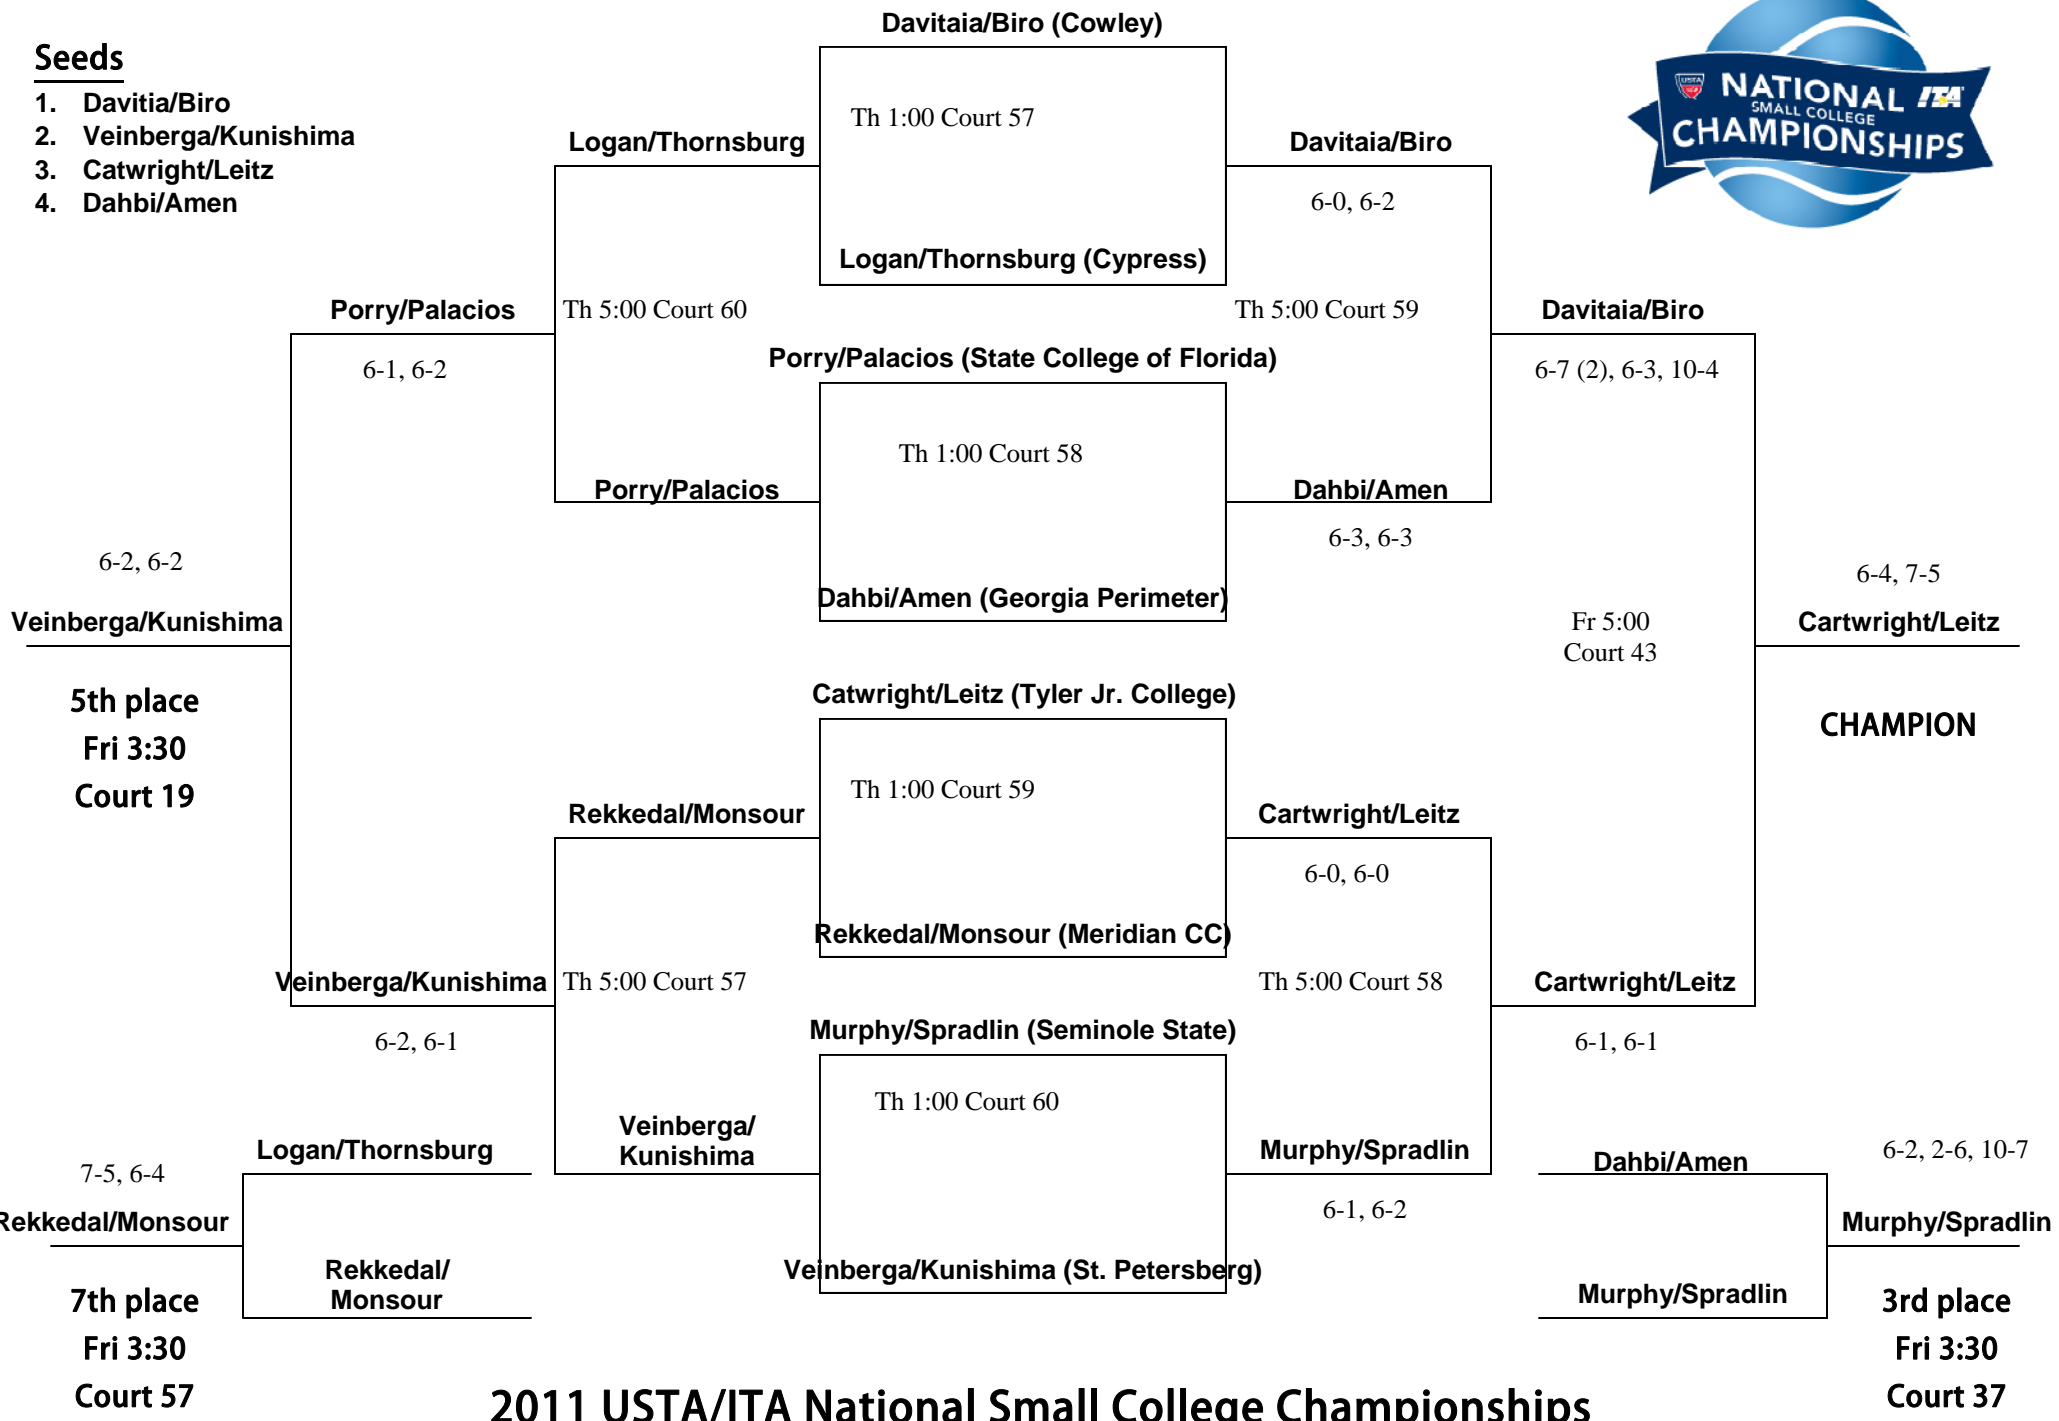 Davitaia/Biro (Cowley)
Seeds
1. Davitia/Biro
2. Veinberga/Kunishima
3. Catwright/Leitz
4. Dahbi/Amen
USTA
NATIONAL ITA
SMALL COLLEGE
CHAMPIONSHIPS
Th 1:00 Court 57
Logan/Thornsburg
Davitaia/Biro
6-0, 6-2
Logan/Thornsburg (Cypress)
Porry/Palacios
Th 5:00 Court 60
Th 5:00 Court 59
Davitaia/Biro
6-1, 6-2
Porry/Palacios (State College of Florida)
6-7 (2), 6-3, 10-4
Th 1:00 Court 58
Porry/Palacios
Dahbi/Amen
6-3, 6-3
6-2, 6-2
6-4, 7-5
Dahbi/Amen (Georgia Perimeter)
Veinberga/Kunishima
Fr 5:00
Court 43
Cartwright/Leitz
5th place
Fri 3:30
Court 19
Catwright/Leitz (Tyler Jr. College)
CHAMPION
Th 1:00 Court 59
Rekkedal/Monsour
Cartwright/Leitz
6-0, 6-0
Rekkedal/Monsour (Meridian CC)
Veinberga/Kunishima
Th 5:00 Court 57
Th 5:00 Court 58
Cartwright/Leitz
6-2, 6-1
Murphy/Spradlin (Seminole State)
6-1, 6-1
Th 1:00 Court 60
Veinberga/
Kunishima
Murphy/Spradlin
6-1, 6-2
Veinberga/Kunishima (St. Petersberg)
7-5, 6-4
Logan/Thornsburg
Rekkedal/Monsour
Rekkedal/
Monsour
7th place
Fri 3:30
Court 57
Dahbi/Amen
6-2, 2-6, 10-7
Murphy/Spradlin
Murphy/Spradlin
3rd place
Fri 3:30
Court 37
2011 USTA/ITA National Small College Championships